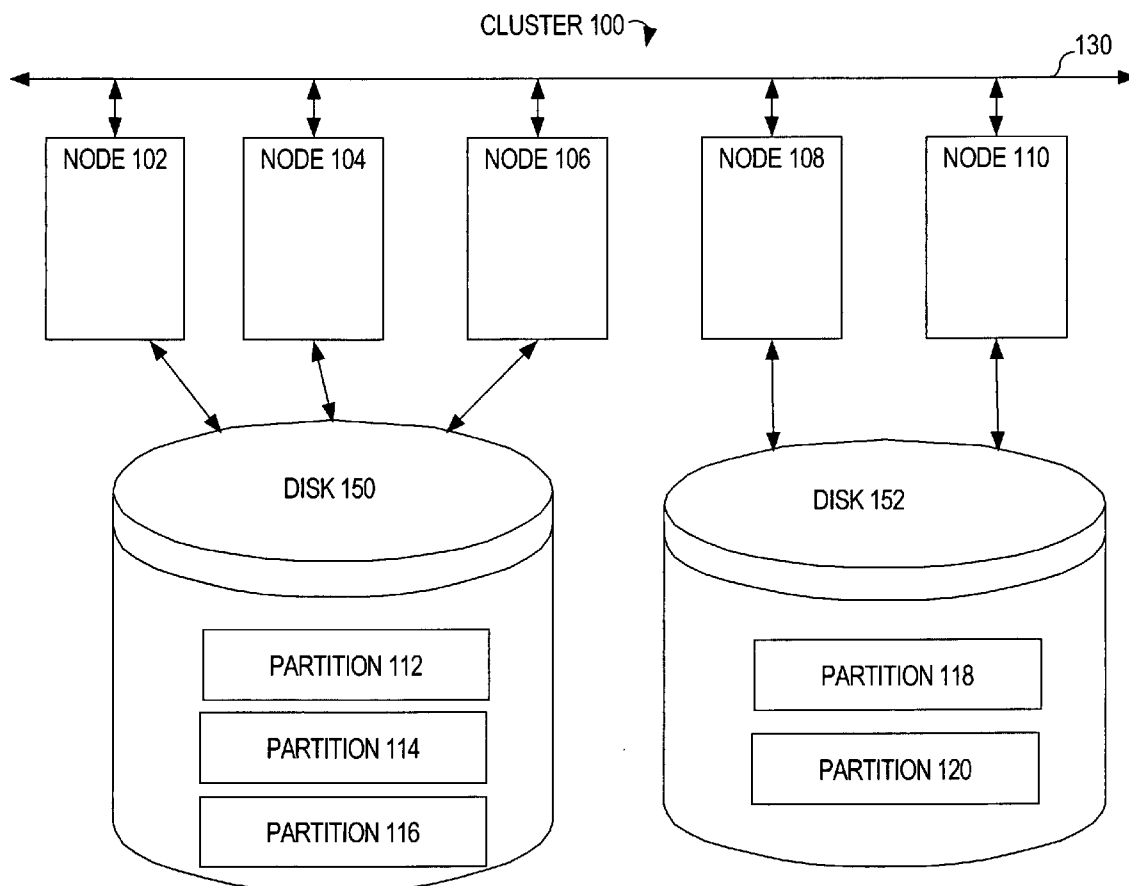 CLUSTER 100
130
NODE 102
NODE 104
NODE 106
NODE 108
NODE 110
DISK 150
DISK 152
PARTITION 112
PARTITION 114
PARTITION 116
PARTITION 118
PARTITION 120